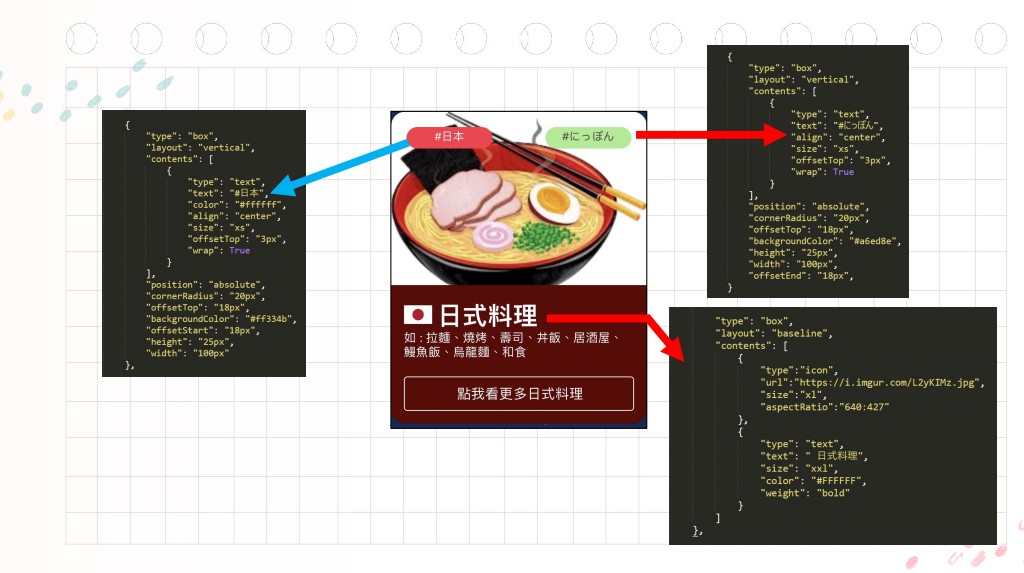 {
"type": "box",
"layout": "vertical",
"contents": [
{
"type": "text",
"text": "#日本",
"color": "#ffffff",
"align": "center",
"size": "xs",
"offsetTop": "3px",
"wrap": True
}
],
"position": "absolute",
"cornerRadius": "20px",
"offsetTop": "18px",
"backgroundColor": "#ff334b",
"offsetStart": "18px",
"height": "25px",
"width": "100px"
},
#日本
#にっぽん
日式料理
如 : 拉麵、燒烤、壽司、丼飯、居酒屋、
鰻魚飯、烏龍麵、和食
點我看更多日式料理
{
"type": "box",
"layout": "vertical",
"contents": [
{
"type": "text",
"text": "#にっぽん",
"align": "center",
"size": "xs",
"offsetTop": "3px",
"wrap": True
}
],
"position": "absolute",
"cornerRadius": "20px",
"offsetTop": "18px",
"backgroundColor": "#a6ed8e",
"height": "25px",
"width": "100px",
"offsetEnd": "18px",
}
"type": "box",
"layout": "baseline",
"contents": [
{
"type":"icon",
"url":"https://i.imgur.com/L2yKIMz.jpg",
"size":"xl",
"aspectRatio":"640:427"
},
{
"type": "text",
"text": " 日式料理",
"size": "xxl",
"color": "#FFFFFF",
"weight": "bold"
}
]
},